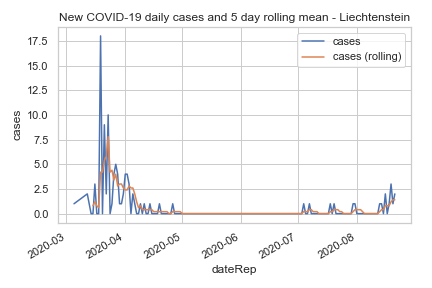 New COVID-19 daily cases and 5 day rolling mean - Liechtenstein
cases
cases (rolling)
17.5
15.0
12.5
10.0
7.5
5.0
2.5
0.0
cases
2020-03
2020-04
2020-05
2020-06
2020-07
2020-08
dateRep